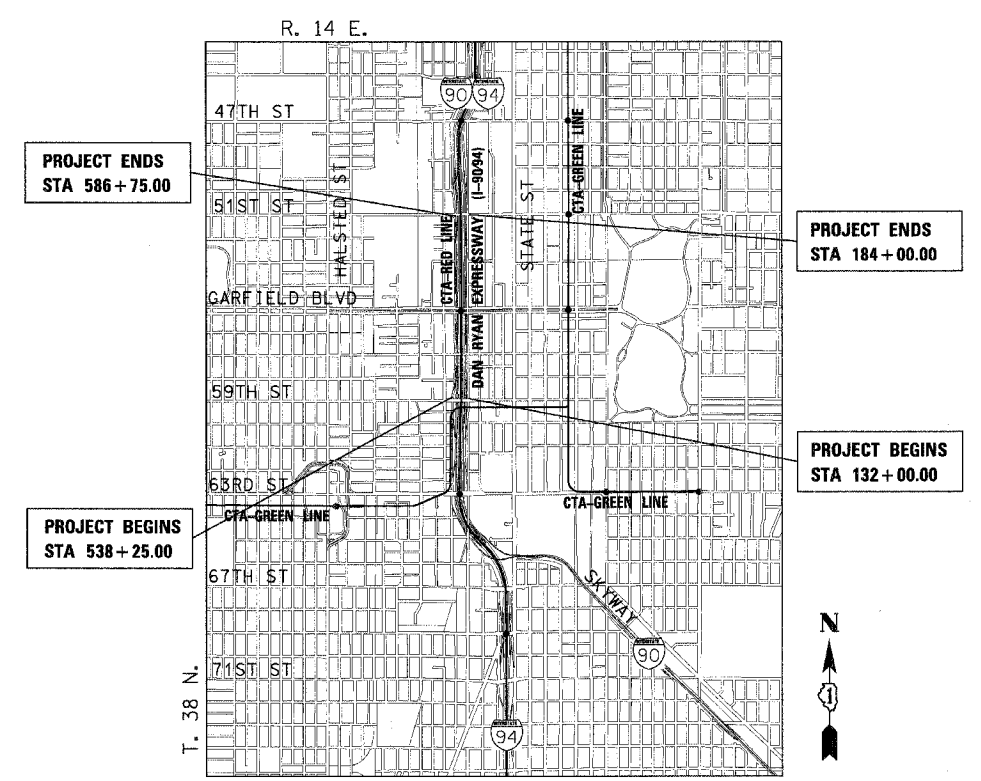 R. 14 E.
INTERSTATE
90
94
47TH ST
CTA-GREEN LINE
PROJECT ENDS
STA 586+75.00
(I-90/94)
51ST ST
HALSTED ST
STATE ST
PROJECT ENDS
STA 184+00.00
CTA-RED LINE
DAN RYAN EXPRESSWAY
GARFIELD BLVD
59TH ST
PROJECT BEGINS
STA 132+00.00
63RD ST
CTA-GREEN LINE
CTA-GREEN LINE
PROJECT BEGINS
STA 538+25.00
67TH ST
SKYWAY
N
INTERSTATE
90
71ST ST
T. 38 N.
1
INTERSTATE
94